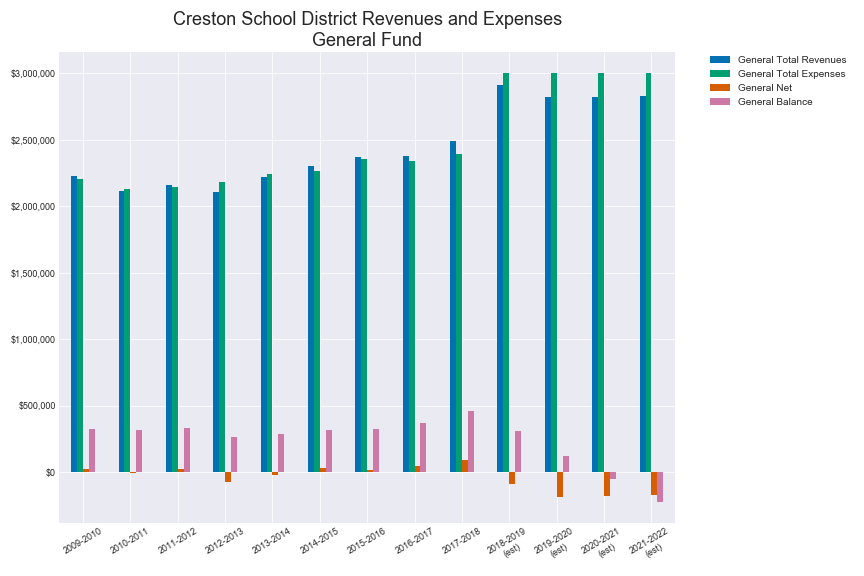 Creston School District Revenues and Expenses
General Fund
General Total Revenues
General Total Expenses
General Net
General Balance
$3,000,000
$2,500,000
$2,000,000
$1,500,000
$1,000,000
$500,000
$0
2009-2010
2010-2011
2011-2012
2012-2013
2013-2014
2014-2015
2015-2016
2016-2017
2017-2018
2018-2019
(est)
2019-2020
(est)
2020-2021
(est)
2021-2022
(est)